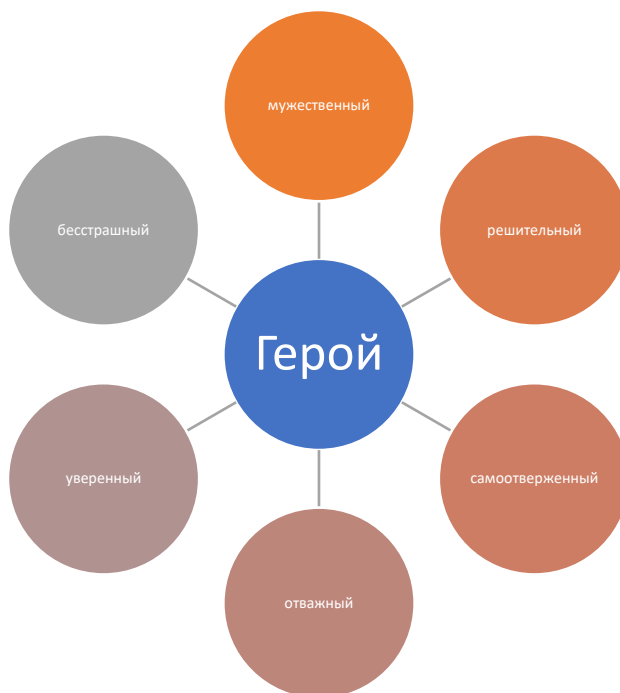 мужественный
бесстрашный
решительный
Герой
уверенный
самоотверженный
отважный